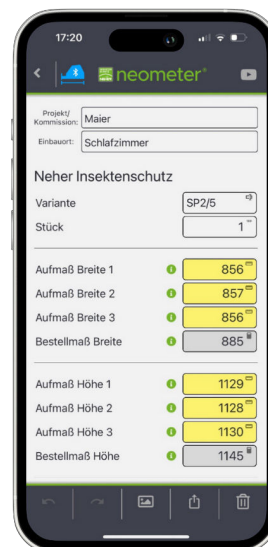 17:20
neometer®
Projekt/
Kommission:
Maier
Einbauort:
Schlafzimmer
Neher Insektenschutz
Variante
SP2/5
Stück
1
Aufmaß Breite 1
856
Aufmaß Breite 2
857
Aufmaß Breite 3
856
Bestellmaß Breite
885
Aufmaß Höhe 1
1129
Aufmaß Höhe 2
1128
Aufmaß Höhe 3
1130
Bestellmaß Höhe
1145